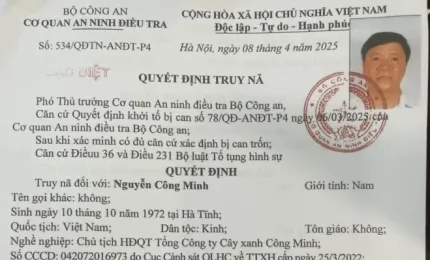 BỘ CÔNG AN
CƠ QUAN AN NINH ĐIỀU TRA
Số: 534/QĐTN-ANĐT-P4
CỘNG HÒA XÃ HỘI CHỦ NGHĨA VIỆT NAM
Độc lập - Tự do - Hạnh phúc
Hà Nội, ngày 08 tháng 4 năm 2025
BIỆT
QUYẾT ĐỊNH TRUY NÃ
Phó Thủ trưởng Cơ quan An ninh điều tra Bộ Công an,
Căn cứ Quyết định khởi tố bị can số 78/QĐ-ANĐT-P4 ngày 06/03/2025 của
Cơ quan An ninh điều tra Bộ Công an;
Sau khi xác minh có đủ căn cứ xác định bị can trốn;
Căn cứ Điều 36 và Điều 231 Bộ luật Tố tụng hình sự
QUYẾT ĐỊNH
Truy nã đối với: Nguyễn Công Minh Giới tính: Nam
Tên gọi khác: không;
Sinh ngày 10 tháng 10 năm 1972 tại Hà Tĩnh;
Quốc tịch: Việt Nam; Dân tộc: Kinh; Tôn giáo: Không;
Nghề nghiệp: Chủ tịch HĐQT Tổng Công ty Cây xanh Công Minh;
Số CCCD: 042072016973 do Cục Cảnh sát QLHC về TTXH cấp ngày 25/3/2022;